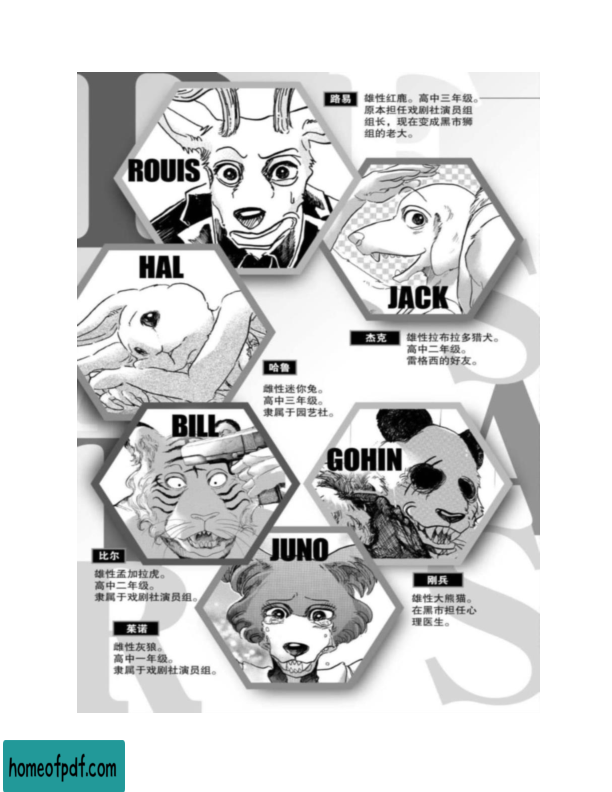 ROUIS
路易
雄性红鹿。高中三年级。
原本担任戏剧社演员组
组长，现在变成黑市狮
组的老大。
JACK
杰克
雄性拉布拉多猎犬。
高中二年级。
雷格西的好友。
HAL
哈鲁
雌性迷你兔。
高中三年级。
隶属于园艺社。
BILL
比尔
雄性孟加拉虎。
高中二年级。
隶属于戏剧社演员组。
GOHIN
刚兵
雄性大熊猫。
在黑市担任心
理医生。
JUNO
茱诺
雌性灰狼。
高中一年级。
隶属于戏剧社演员组。
homeofpdf.com